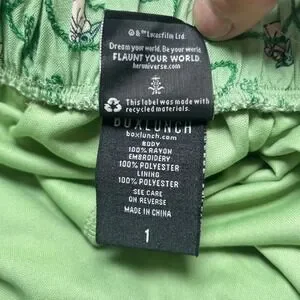 © & ™ Lucasfilm Ltd.
Dream your world. Be your world.
FLAUNT YOUR WORLD.
heruniverse.com
This label was made with
recycled materials.
BOXLUNCH
boxlunch.com
BODY
100% RAYON
EMBROIDERY
100% POLYESTER
LINING
100% POLYESTER
SEE CARE
ON REVERSE
MADE IN CHINA
1